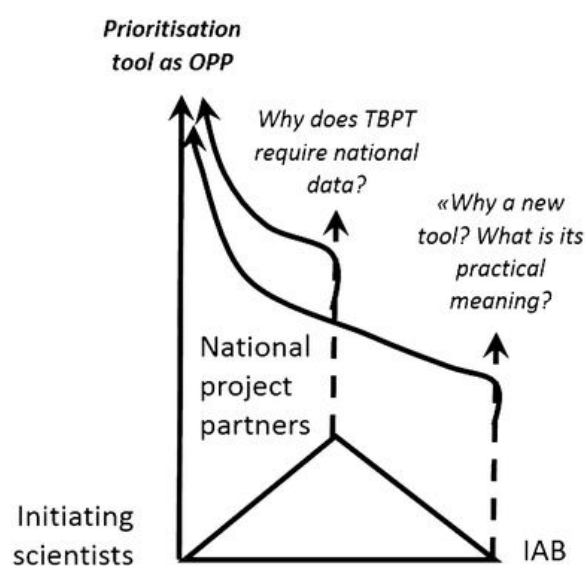 Prioritisation
tool as OPP
Why does TBPT
require national
data?
«Why a new
tool? What is its
practical
meaning?
National
project
partners
Initiating
scientists
IAB